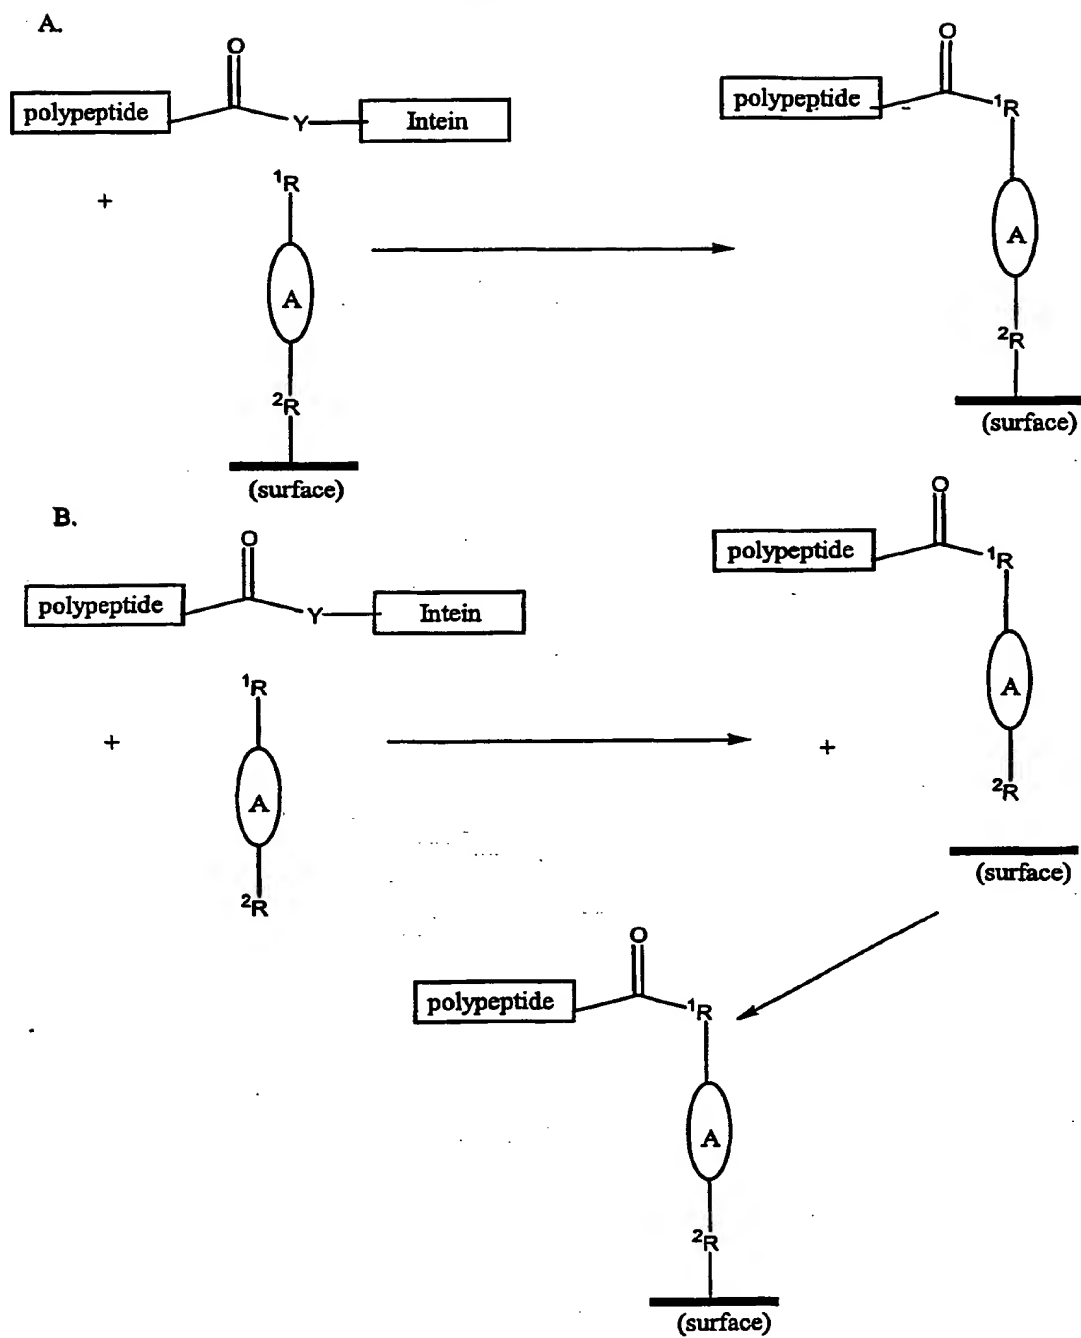 A.
O
O
polypeptide
Y
Intein
polypeptide
¹R
¹R
+
A
A
²R
²R
(surface)
(surface)
B.
O
O
polypeptide
Y
Intein
polypeptide
¹R
¹R
+
A
+
A
²R
²R
(surface)
O
polypeptide
¹R
A
²R
(surface)